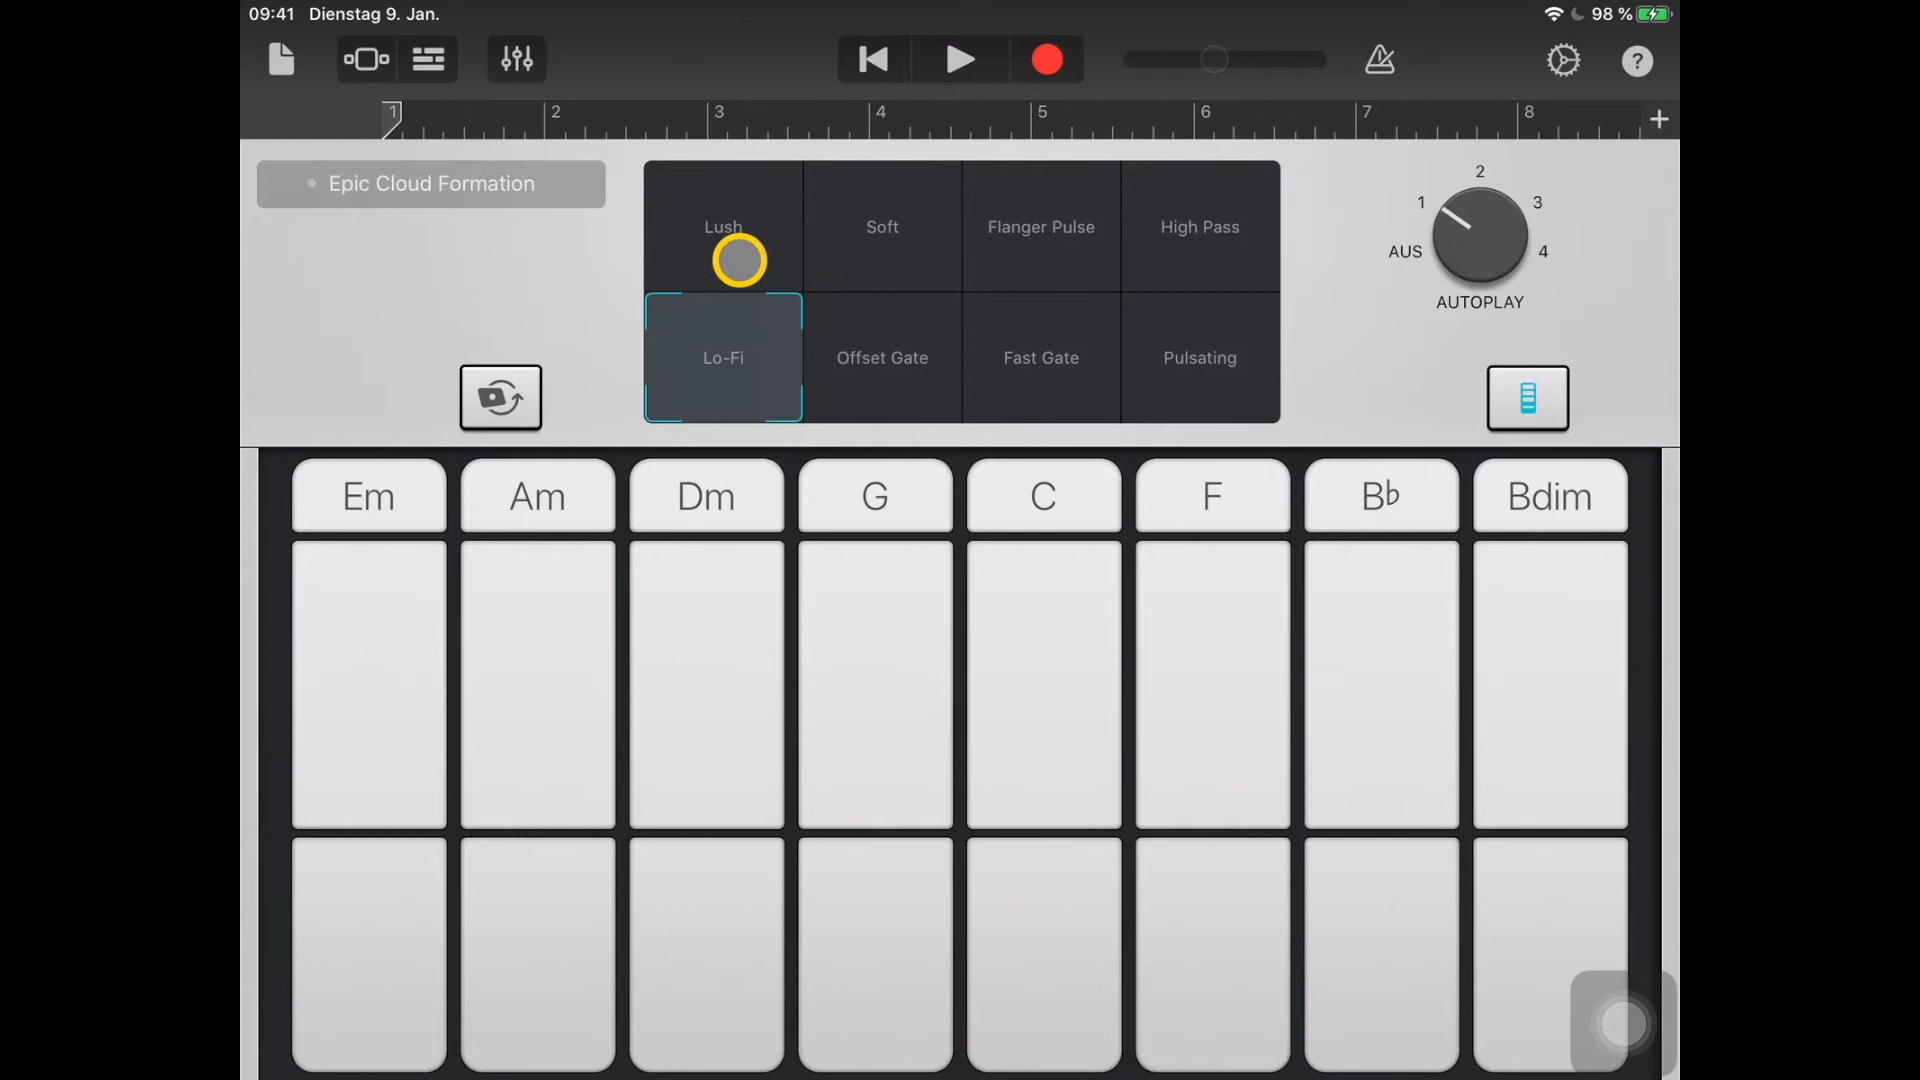 09:41 Dienstag 9. Jan.
98 %
?
1 2 3 4 5 6 7 8 +
Epic Cloud Formation
Lush Soft Flanger Pulse High Pass
Lo-Fi Offset Gate Fast Gate Pulsating
2
1 3
AUS 4
AUTOPLAY
Em Am Dm G C F B♭ Bdim